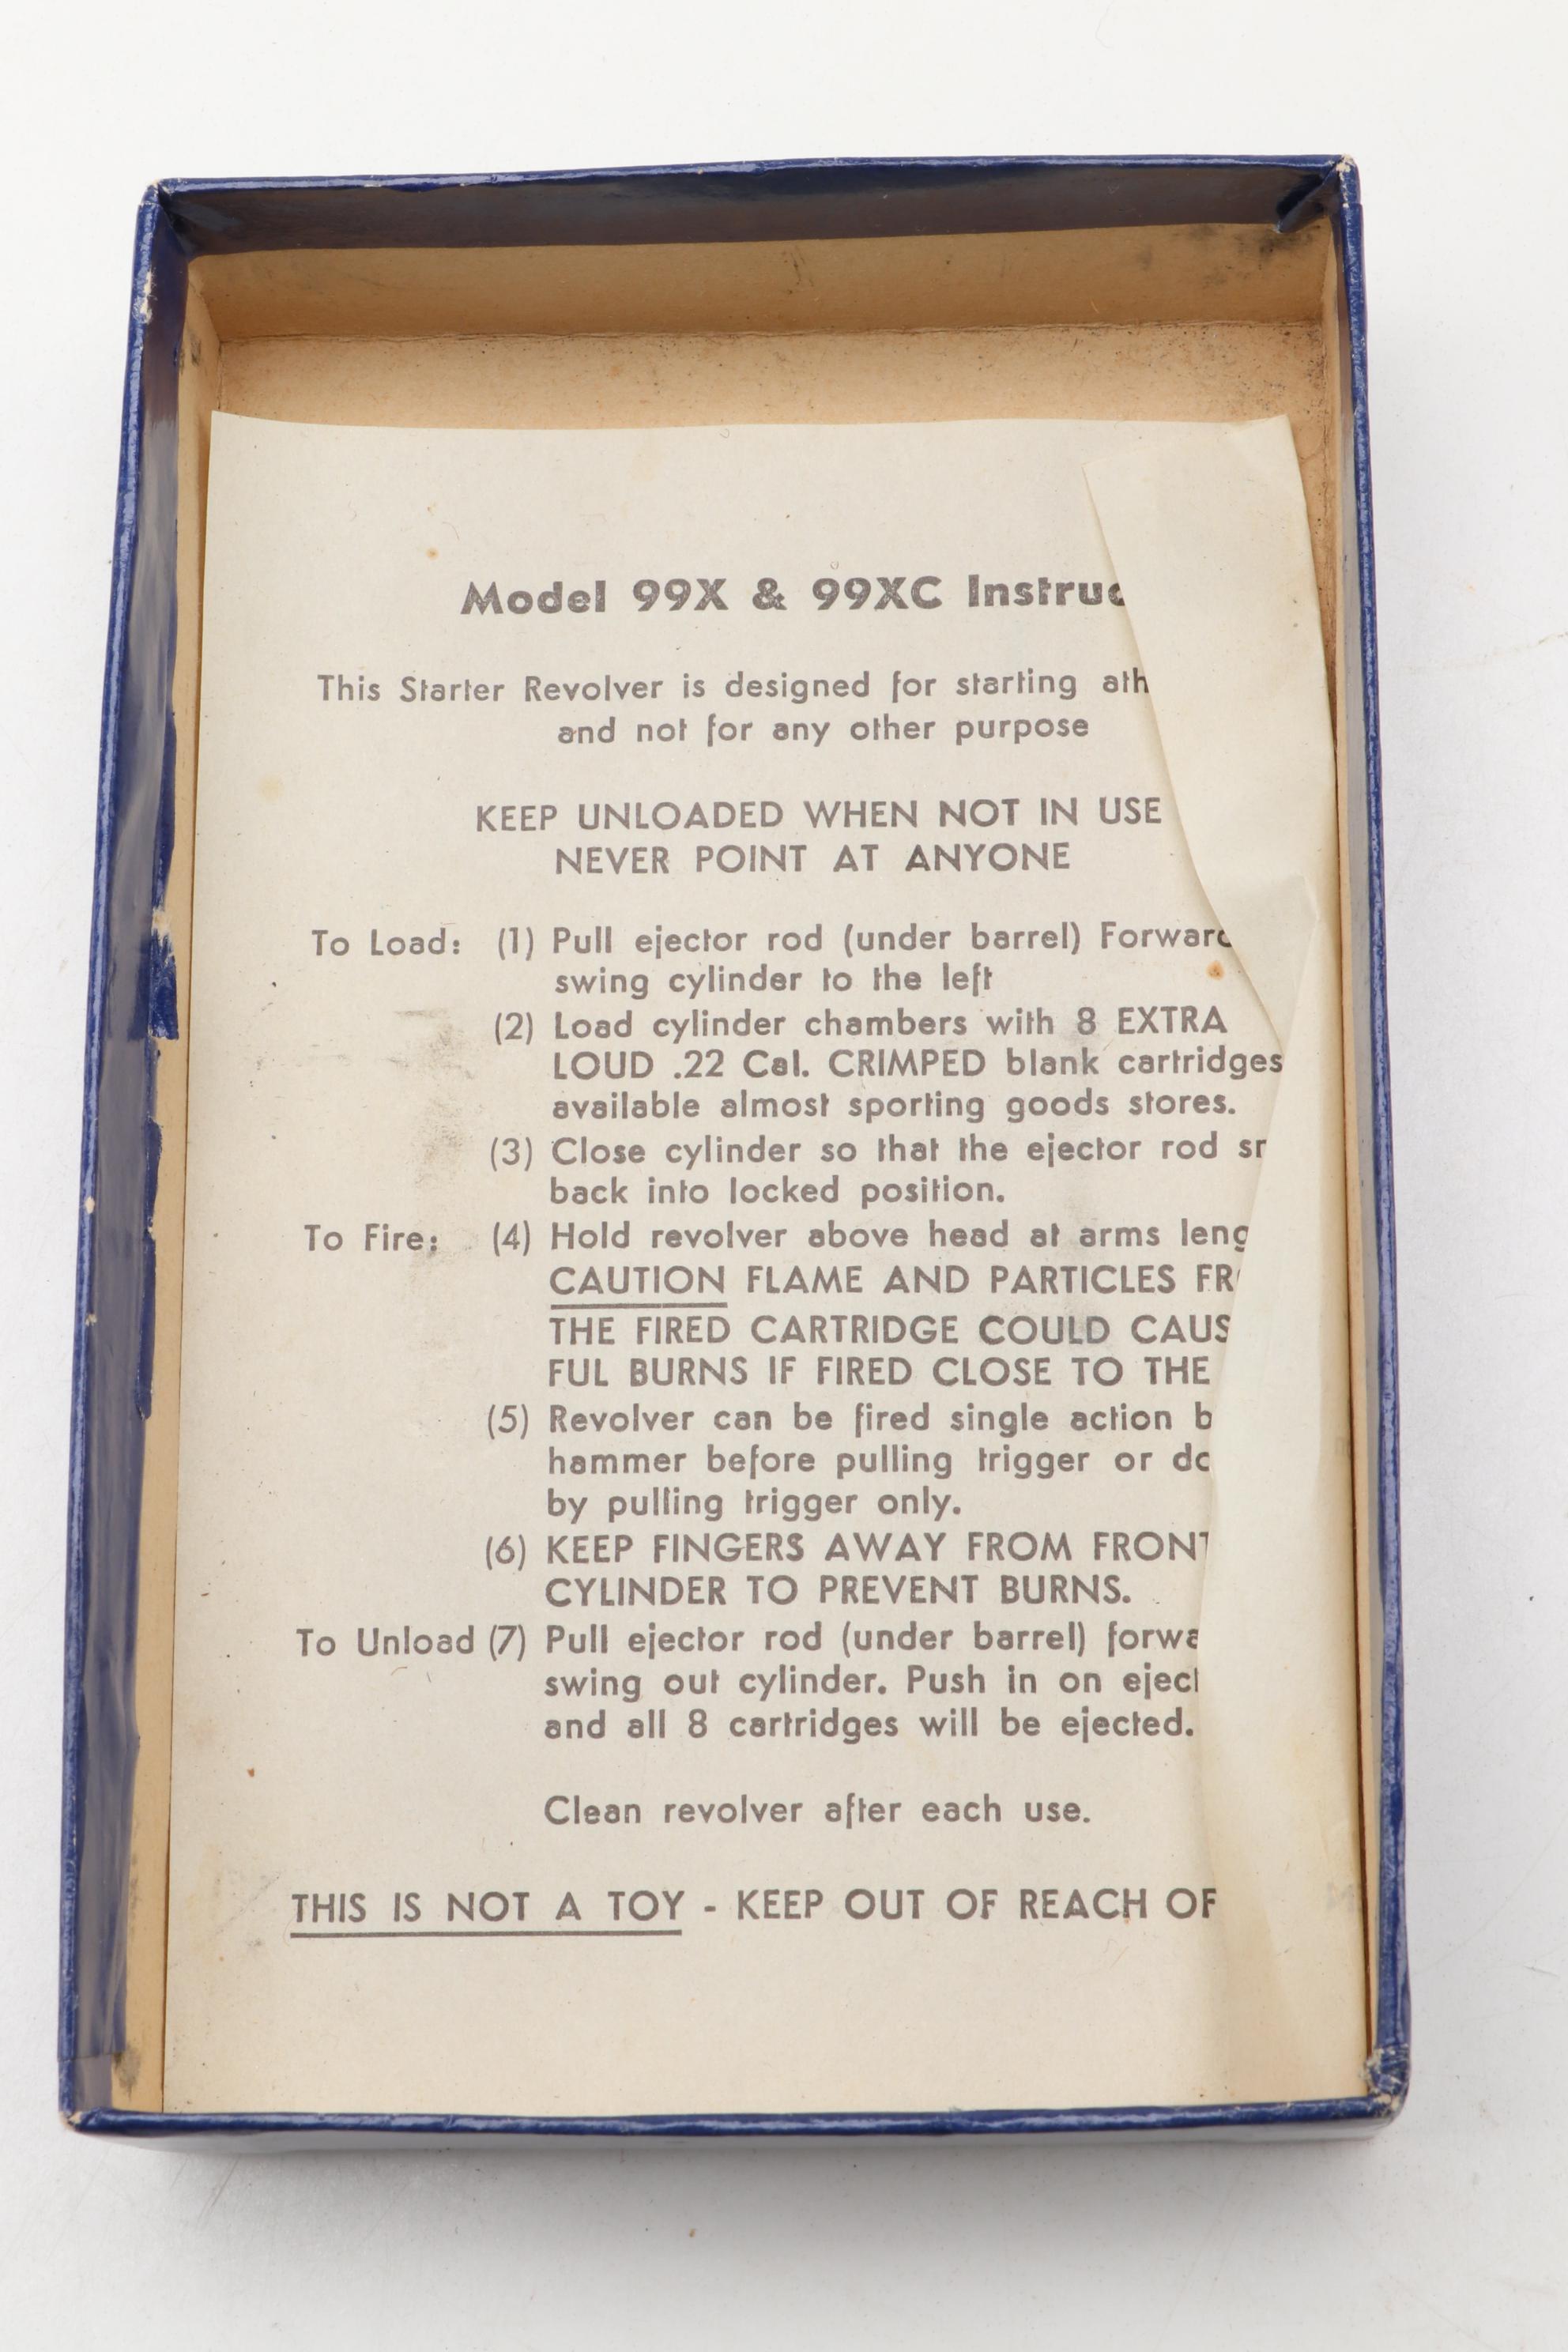 Model 99X & 99XC
This Starter Revolver is designed for starting
and not for any other purpose
KEEP UNLOADED WHEN NOT IN USE
NEVER POINT AT ANYONE
To Load: (1) Pull ejector rod (under barrel) Forward
swing cylinder to the left
(2) Load cylinder chambers with 8 EXTRA
LOUD .22 Cal. CRIMPED blank cartridges
available almost sporting goods stores.
(3) Close cylinder so that the ejector rod
back into locked position.
To Fire: (4) Hold revolver above head at arms
CAUTION FLAME AND PARTICLES
THE FIRED CARTRIDGE COULD
FUL BURNS IF FIRED CLOSE TO THE
(5) Revolver can be fired single action
hammer before pulling trigger or
by pulling trigger only.
(6) KEEP FINGERS AWAY FROM FRONT
CYLINDER TO PREVENT BURNS.
To Unload (7) Pull ejector rod (under barrel)
swing out cylinder. Push in on
and all 8 cartridges will be ejected.
Clean revolver after each use.
THIS IS NOT A TOY - KEEP OUT OF REACH OF